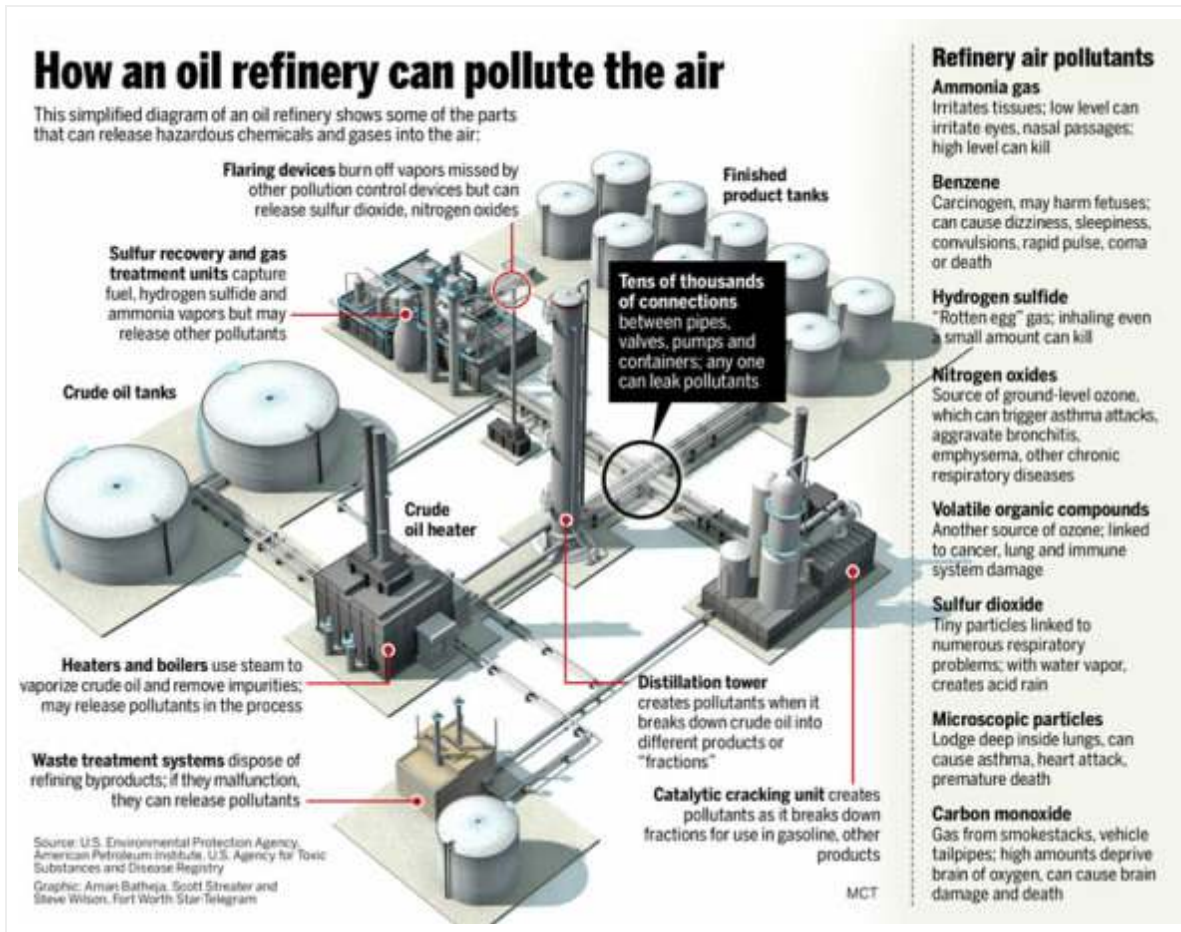 How an oil refinery can pollute the air
This simplified diagram of an oil refinery shows some of the parts
that can release hazardous chemicals and gases into the air:
Flaring devices burn off vapors missed by
other pollution control devices but can
release sulfur dioxide, nitrogen oxides
Finished
product tanks
Sulfur recovery and gas
treatment units capture
fuel, hydrogen sulfide and
ammonia vapors but may
release other pollutants
Tens of thousands
of connections
between pipes,
valves, pumps and
containers; any one
can leak pollutants
Crude oil tanks
Crude
oil heater
Heaters and boilers use steam to
vaporize crude oil and remove impurities;
may release pollutants in the process
Distillation tower
creates pollutants when it
breaks down crude oil into
different products or
"fractions"
Waste treatment systems dispose of
refining byproducts; if they malfunction,
they can release pollutants
Catalytic cracking unit creates
pollutants as it breaks down
fractions for use in gasoline, other
products
Source: U.S. Environmental Protection Agency,
American Petroleum Institute, U.S. Agency for Toxic
Substances and Disease Registry
Graphic: Aman Batheja, Scott Streater and
Steve Wilson, Fort Worth Star-Telegram
MCT
Refinery air pollutants
Ammonia gas
Irritates tissues; low level can
irritate eyes, nasal passages;
high level can kill
Benzene
Carcinogen, may harm fetuses;
can cause dizziness, sleepiness,
convulsions, rapid pulse, coma
or death
Hydrogen sulfide
"Rotten egg" gas; inhaling even
a small amount can kill
Nitrogen oxides
Source of ground-level ozone,
which can trigger asthma attacks,
aggravate bronchitis,
emphysema, other chronic
respiratory diseases
Volatile organic compounds
Another source of ozone; linked
to cancer, lung and immune
system damage
Sulfur dioxide
Tiny particles linked to
numerous respiratory
problems; with water vapor,
creates acid rain
Microscopic particles
Lodge deep inside lungs, can
cause asthma, heart attack,
premature death
Carbon monoxide
Gas from smokestacks, vehicle
tailpipes; high amounts deprive
brain of oxygen, can cause brain
damage and death